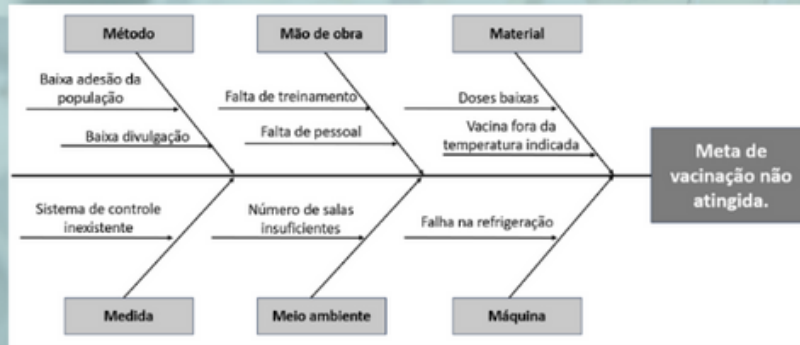 Método
Mão de obra
Material
Baixa adesão da
população
Baixa divulgação
Falta de treinamento
Falta de pessoal
Doses baixas
Vacina fora da
temperatura indicada
Meta de
vacinação não
atingida.
Sistema de controle
inexistente
Número de salas
insuficientes
Falha na refrigeração
Medida
Meio ambiente
Máquina